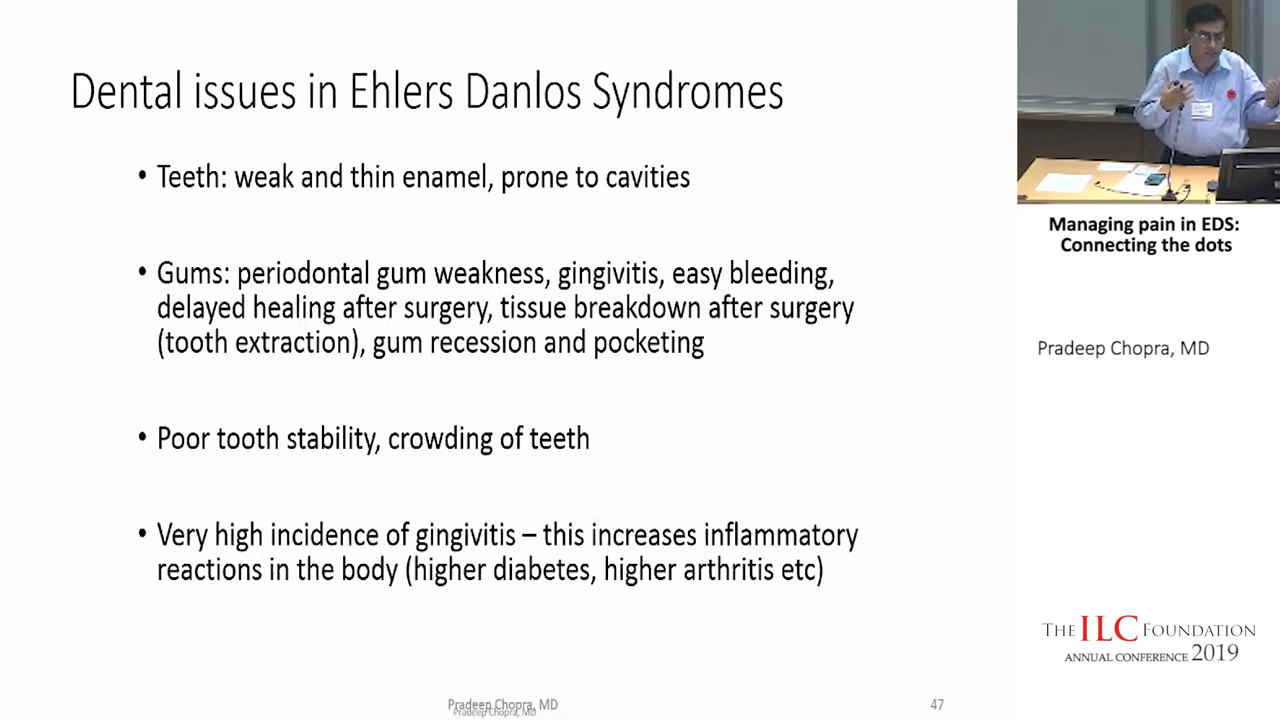 Dental issues in Ehlers Danlos Syndromes
• Teeth: weak and thin enamel, prone to cavities
• Gums: periodontal gum weakness, gingivitis, easy bleeding,
delayed healing after surgery, tissue breakdown after surgery
(tooth extraction), gum recession and pocketing
• Poor tooth stability, crowding of teeth
• Very high incidence of gingivitis – this increases inflammatory
reactions in the body (higher diabetes, higher arthritis etc)
Pradeep Chopra, MD
Pradeep Chopra, MD
47
Managing pain in EDS:
Connecting the dots
Pradeep Chopra, MD
THE ILC FOUNDATION
ANNUAL CONFERENCE 2019